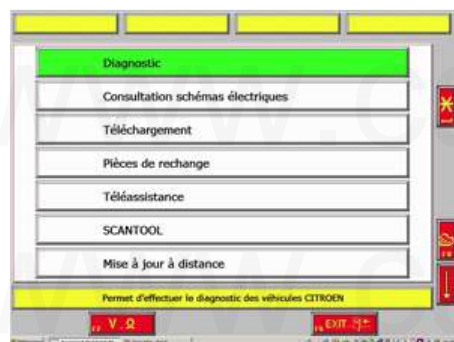 Diagnostic
Consultation schémas électriques
Téléchargement
Pièces de rechange
Téléassistance
SCANTOOL
Mise à jour à distance
Permet d'effectuer le diagnostic des véhicules CITROEN
V.Ω
EXIT